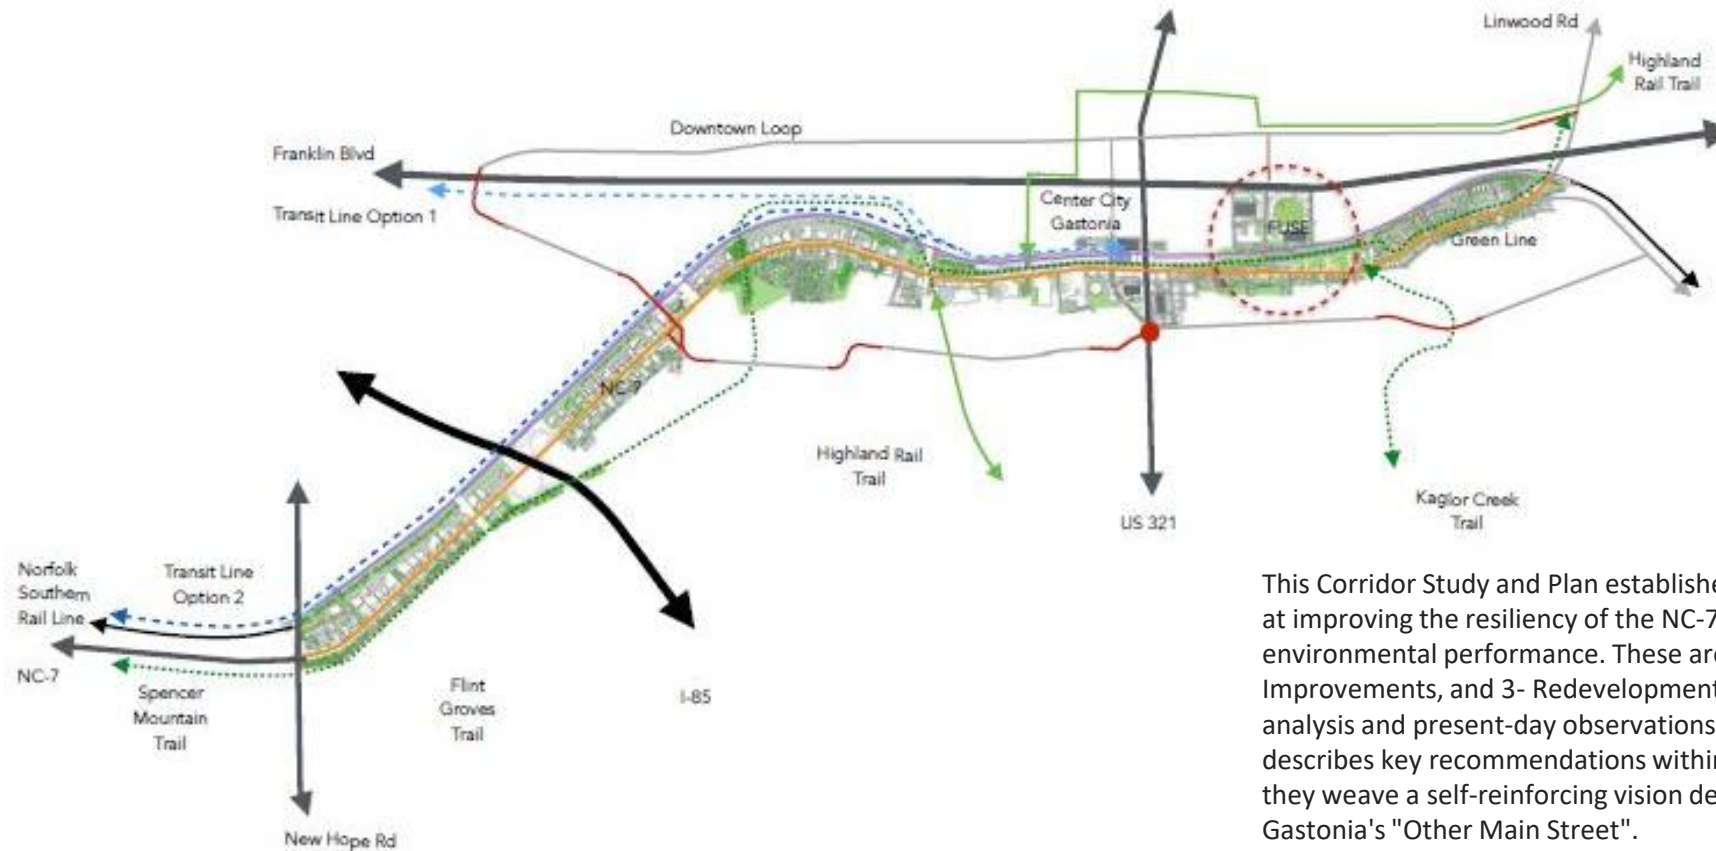 Linwood Rd
Highland
Rail Trail
Downtown Loop
Franklin Blvd
Transit Line Option 1
Center City
Gastonia
FUSE
Green Line
NC-7
Highland Rail
Trail
Kaglor Creek
Trail
US 321
Norfolk
Southern
Rail Line
Transit Line
Option 2
NC-7
Spencer
Mountain
Trail
Flint
Groves
Trail
I-85
New Hope Rd
This Corridor Study and Plan establishe
at improving the resiliency of the NC-7
environmental performance. These are
Improvements, and 3- Redevelopment
analysis and present-day observations
describes key recommendations within
they weave a self-reinforcing vision de
Gastonia's "Other Main Street".